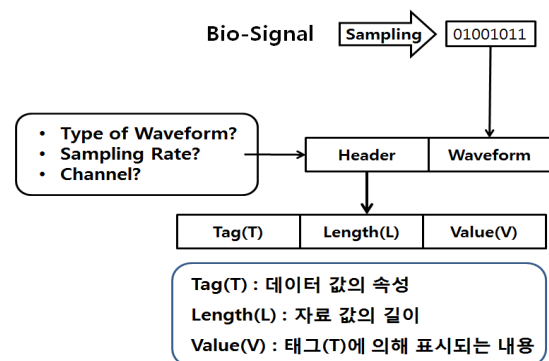 Bio-Signal Sampling 01001011
• Type of Waveform?
• Sampling Rate?
• Channel?
Header Waveform
Tag(T) Length(L) Value(V)
Tag(T) : 데이터 값의 속성
Length(L) : 자료 값의 길이
Value(V) : 태그(T)에 의해 표시되는 내용